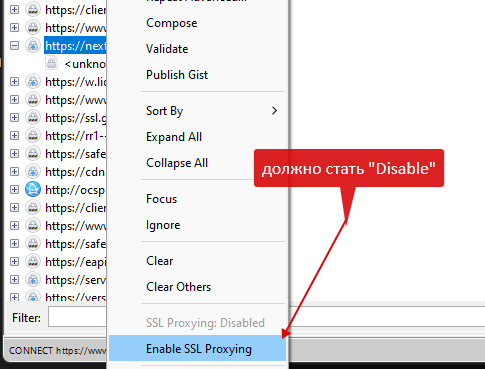 https://clien
Compose
https://www
Validate
https://next
<unkno
Publish Gist
https://w.lic
https://www
Sort By
https://ssl.g
Expand All
https://rr1--
Collapse All
https://safe
https://cdn
должно стать "Disable"
http://ocsp
Focus
https://clien
Ignore
https://www
https://safe
Clear
https://eapi
https://serv
Clear Others
https://vers
Filter:
SSL Proxying: Disabled
CONNECT https://www
Enable SSL Proxying